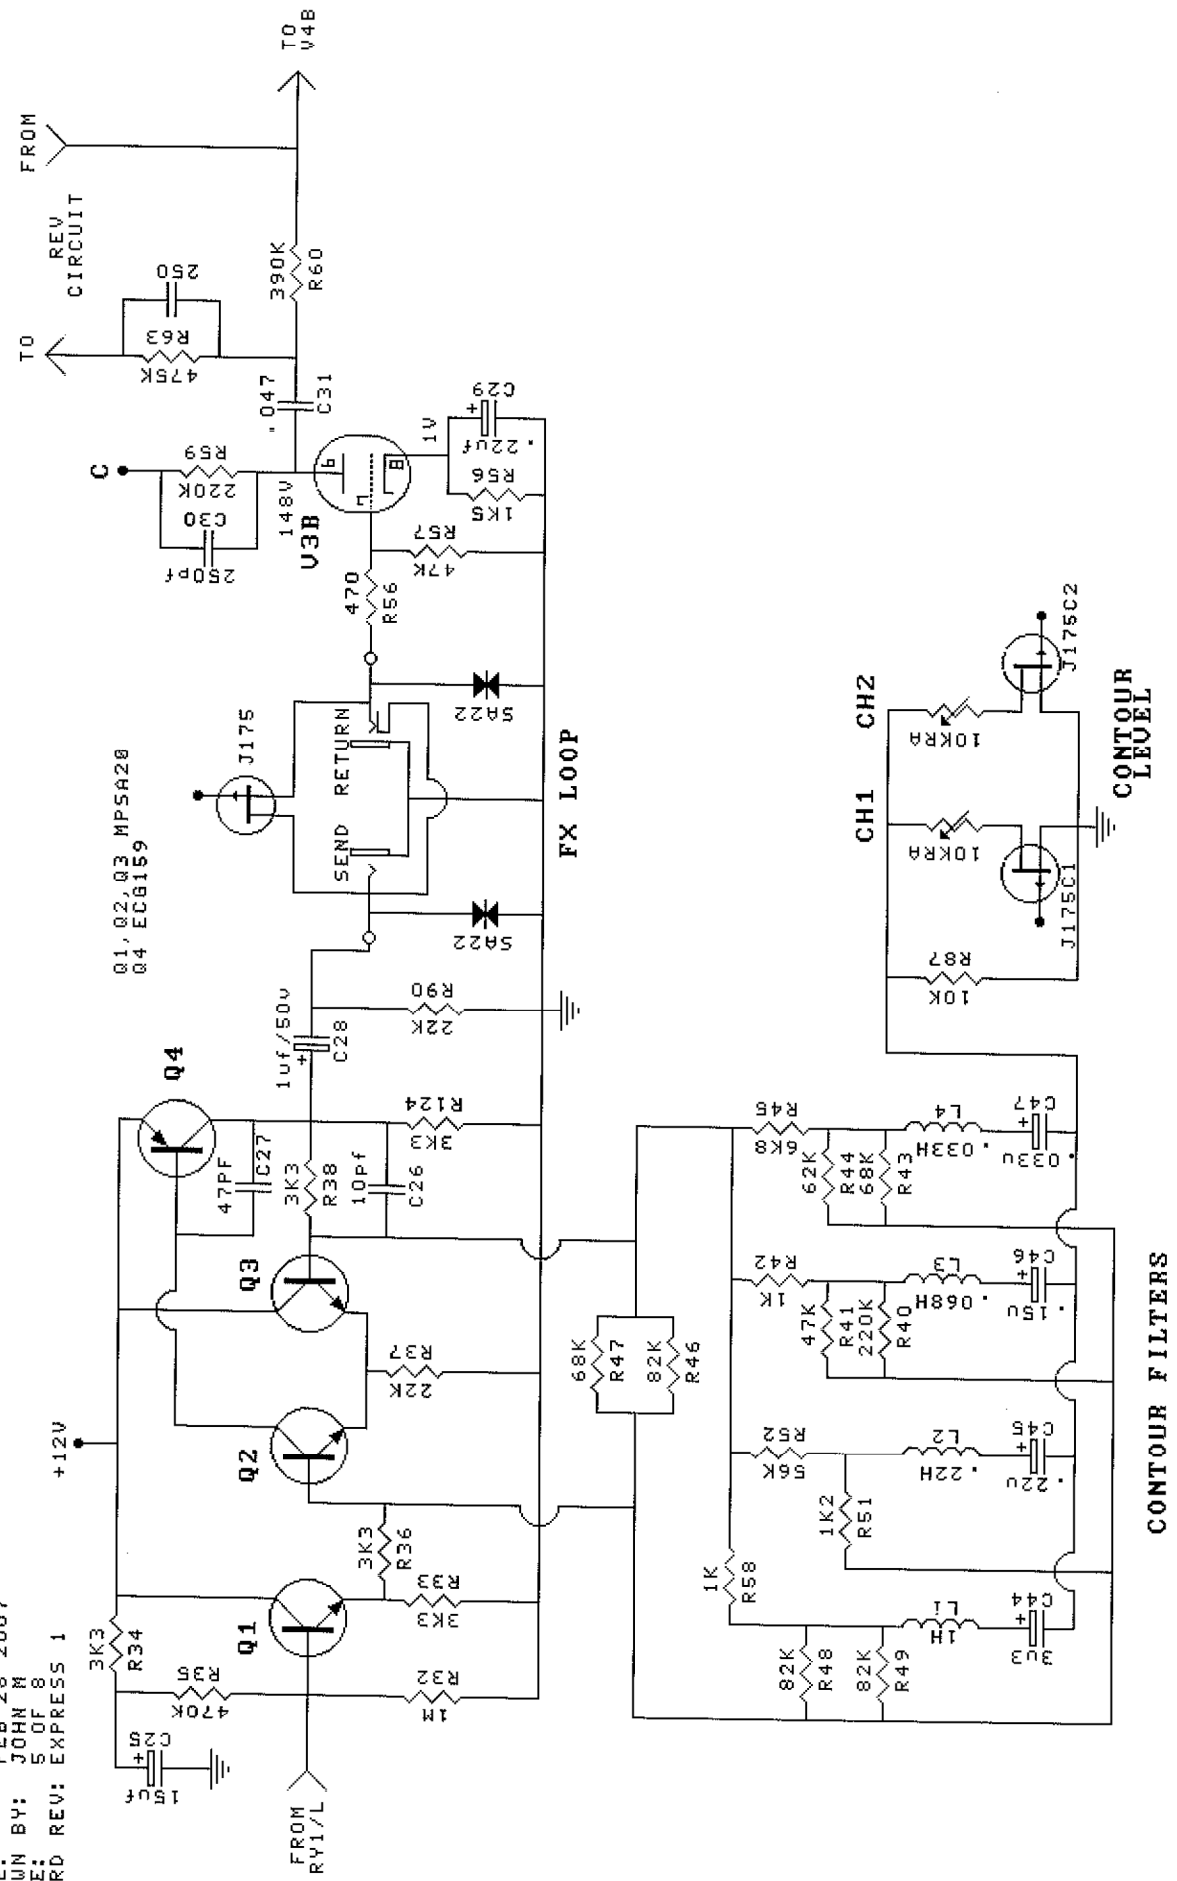 WN BY: JOHN M
E: 5 OF 8
RD REV: EXPRESS 1
+12V
Q1,Q2,Q3 MPSA20
Q4 ECG159
3K3
R34
C25
+
15uf
R35
470K
R32
1M
FROM
RY1/L
Q1
R33
3K3
3K3
R36
Q2
R37
22K
Q3
Q4
47PF
C27
3K3
R38
10Pf
C26
R124
3K3
1uf/50v
+
C28
R90
22K
SA22
SEND RETURN
J175
SA22
FX LOOP
470
R56
R57
47K
V3B
148V
6
7
8
1V
R56
1K5
C29
+
.22uf
C
R59
220K
C30
250pf
.047
C31
TO
REV
CIRCUIT
FROM
R63
475K
250
390K
R60
TO
V4B
68K
R47
82K
R46
1K
R58
82K
R48
82K
R49
L1
1H
C44
+
3u3
R52
56K
1K2
R51
L2
.22H
C45
+
.22u
R42
1K
47K
R41
220K
R40
L3
.068H
C46
+
.15u
R45
6K8
62K
R44
68K
R43
L4
.033H
C47
+
.033u
R87
10K
CH1
10KRA
J175C1
CH2
10KRA
J175C2
CONTOUR
LEVEL
CONTOUR FILTERS